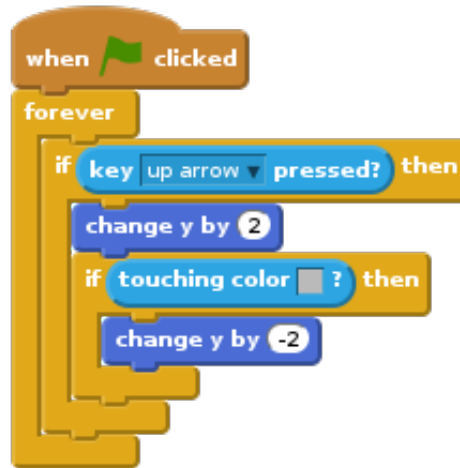 when clicked
forever
if key up arrow pressed? then
change y by 2
if touching color ? then
change y by -2